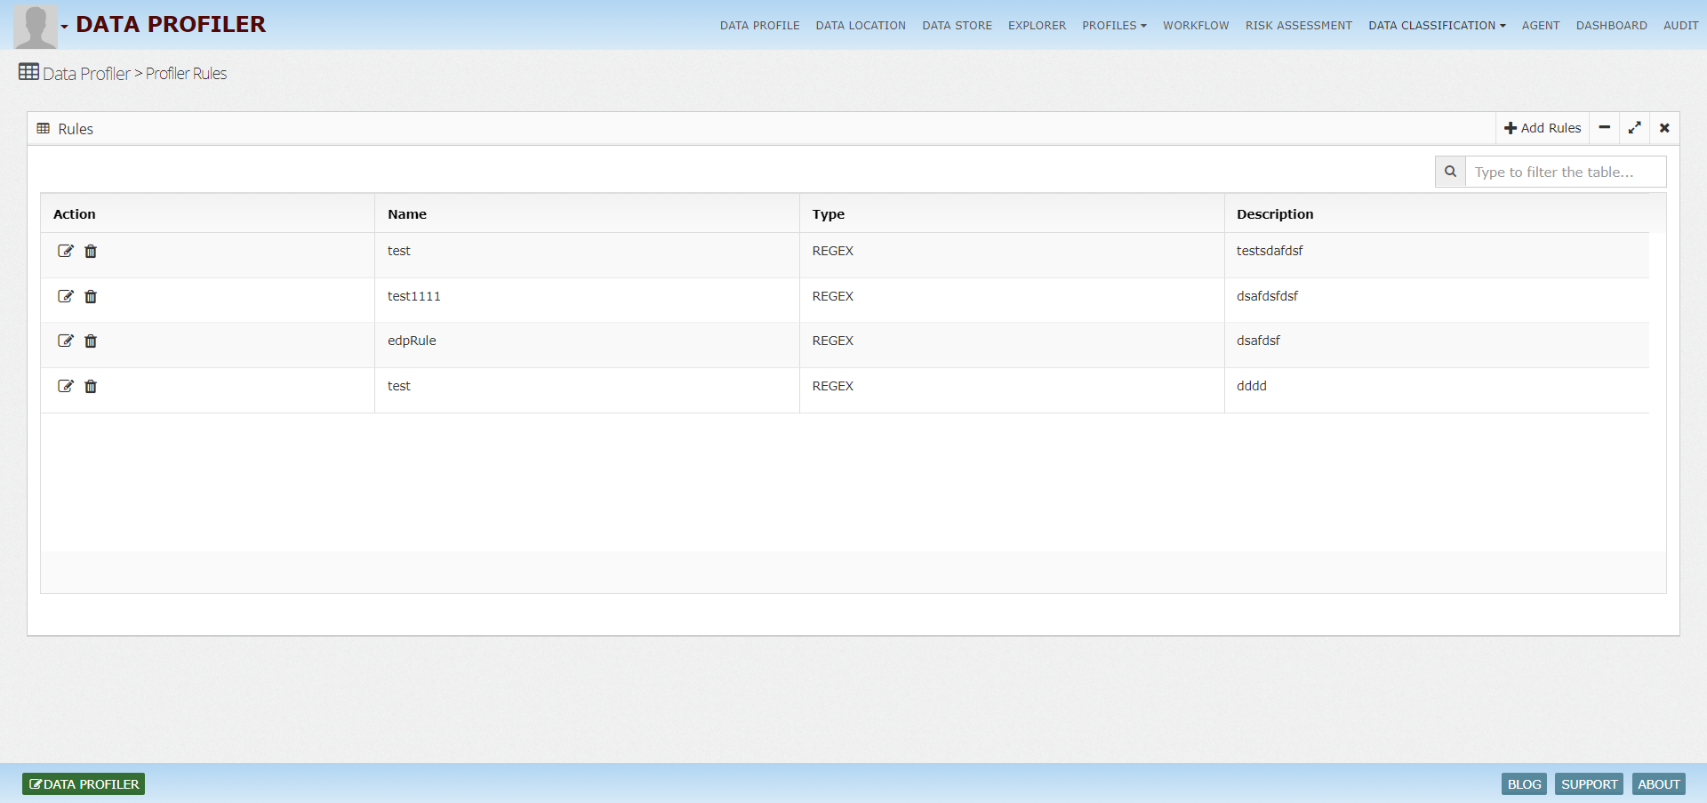 DATA PROFILER DATA PROFILE DATA LOCATION DATA STORE EXPLORER PROFILES WORKFLOW RISK ASSESSMENT DATA CLASSIFICATION AGENT DASHBOARD AUDIT
Data Profiler > Profiler Rules
Rules Add Rules
Type to filter the table...
Action Name Type Description
test REGEX testsdafdsf
test1111 REGEX dsafdsfdsf
edpRule REGEX dsafdsf
test REGEX dddd
DATA PROFILER BLOG SUPPORT ABOUT